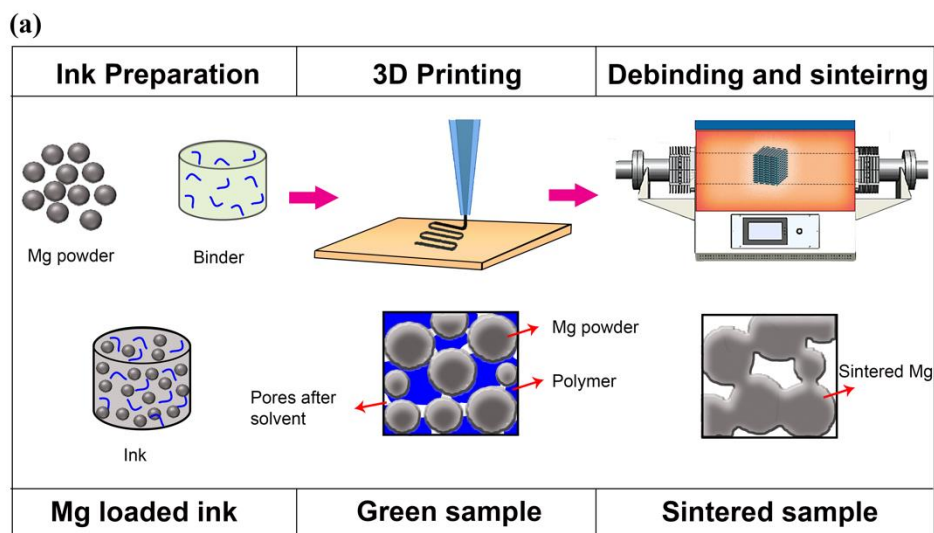 (a)
Ink Preparation
3D Printing
Debinding and sinteirng
Mg powder
Binder
Ink
Pores after
solvent
Mg powder
Polymer
Sintered Mg
Mg loaded ink
Green sample
Sintered sample